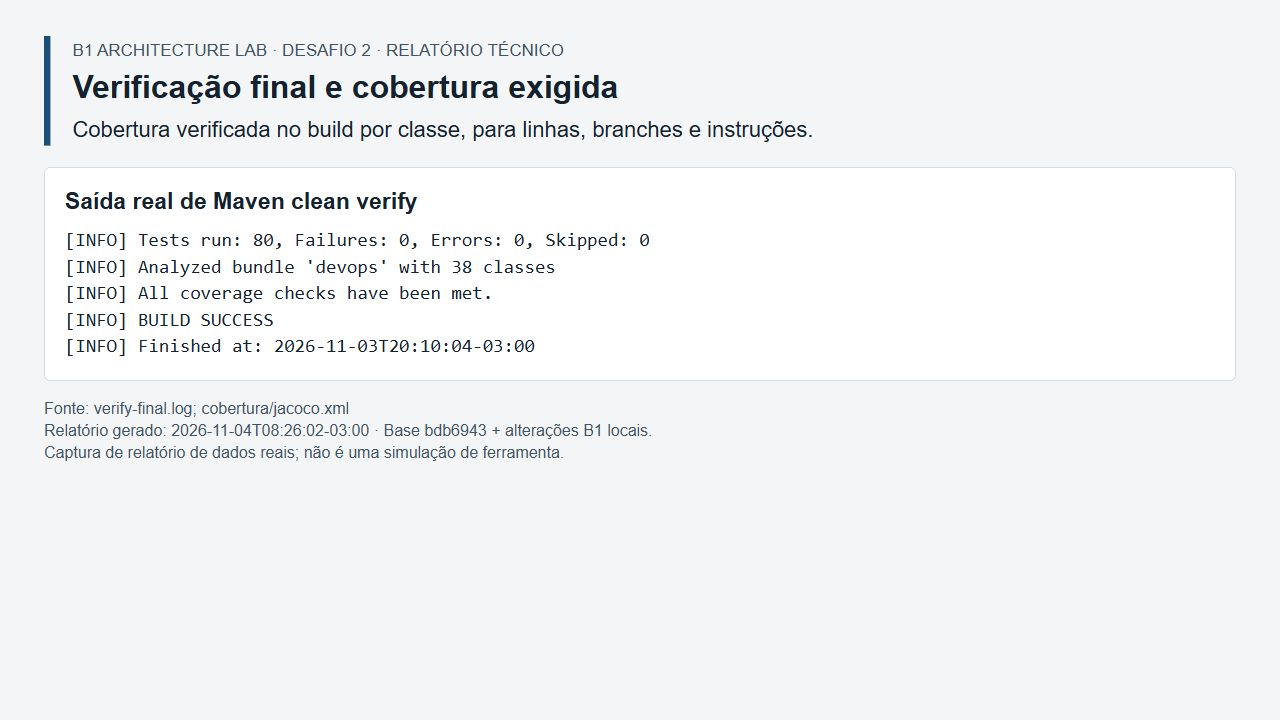 B1 ARCHITECTURE LAB · DESAFIO 2 · RELATÓRIO TÉCNICO
Verificação final e cobertura exigida
Cobertura verificada no build por classe, para linhas, branches e instruções.
Saída real de Maven clean verify
[INFO] Tests run: 80, Failures: 0, Errors: 0, Skipped: 0
[INFO] Analyzed bundle 'devops' with 38 classes
[INFO] All coverage checks have been met.
[INFO] BUILD SUCCESS
[INFO] Finished at: 2026-11-03T20:10:04-03:00
Fonte: verify-final.log; cobertura/jacoco.xml
Relatório gerado: 2026-11-04T08:26:02-03:00 · Base bdb6943 + alterações B1 locais.
Captura de relatório de dados reais; não é uma simulação de ferramenta.